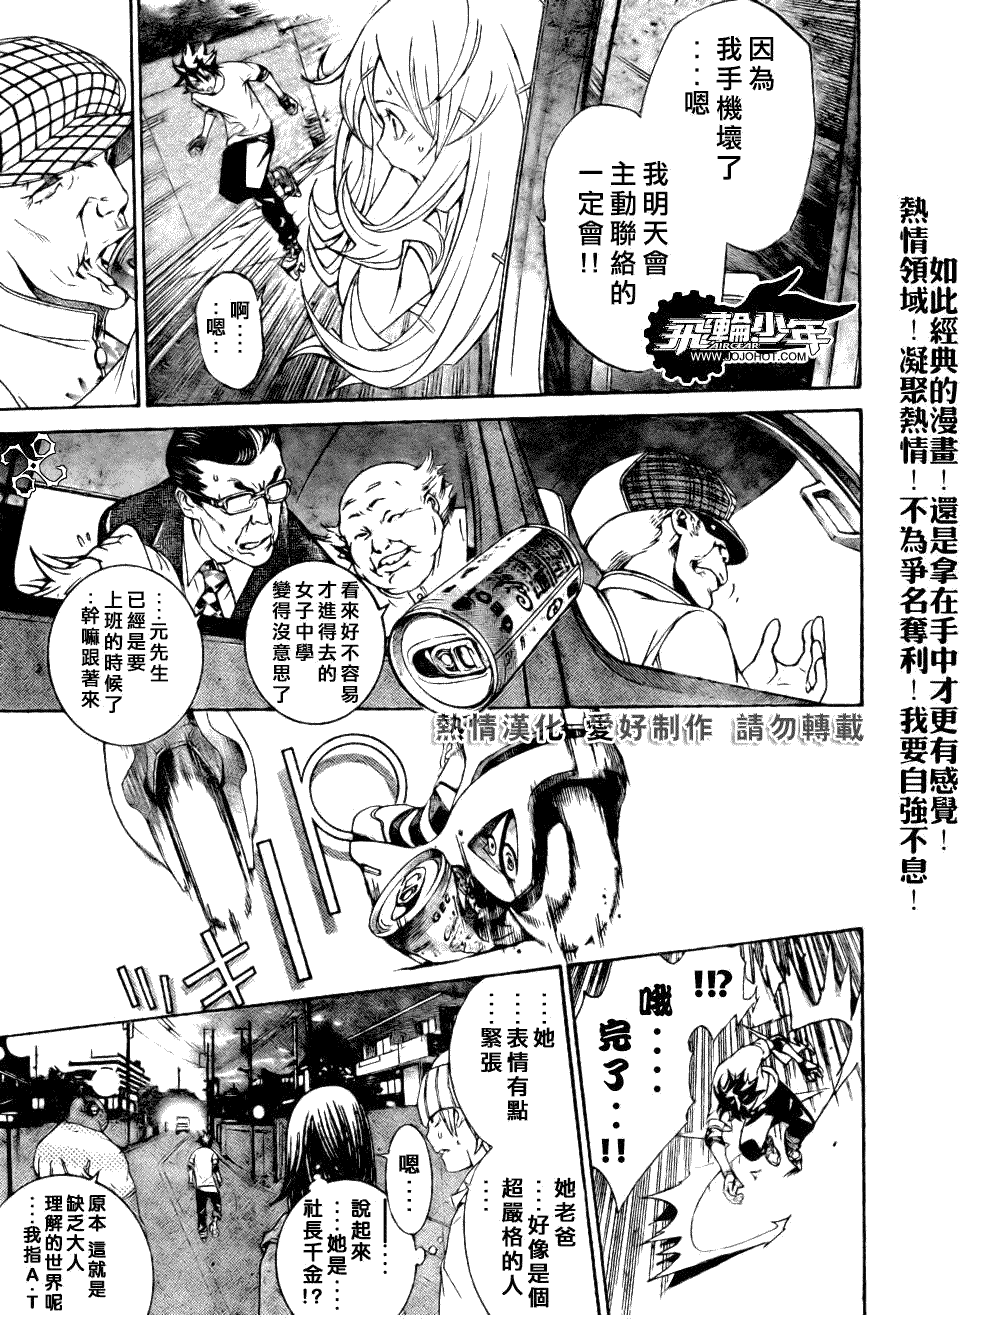 因為
我手機壞了
‥‥嗯
我明天會
主動聯絡的
一定會!!
啊‥‥
‥嗯‥
飛輪少年
AIRGEAR
WWW.JOJOHOT.COM
如此經典的漫畫！還是拿在手中才更有感覺！
熱情領域！凝聚熱情！不為爭名奪利！我要自強不息！
看來好不容易
才進得去的
女子中學
變得沒意思了
‥‥元先生
已經是要
上班的時候了
‥幹嘛跟著來
熱情漢化 愛好制作 請勿轉載
GEO
!!?
哦‥‥
完了‥‥!!
‥‥她
‥‥表情有點
‥‥緊張
她老爸
‥‥好像是個
超嚴格的人
‥‥
嗯‥‥
說起來
‥‥她是‥‥
社長千金!?
原本 這就是
缺乏大人
理解的世界呢
‥‥我指A·T